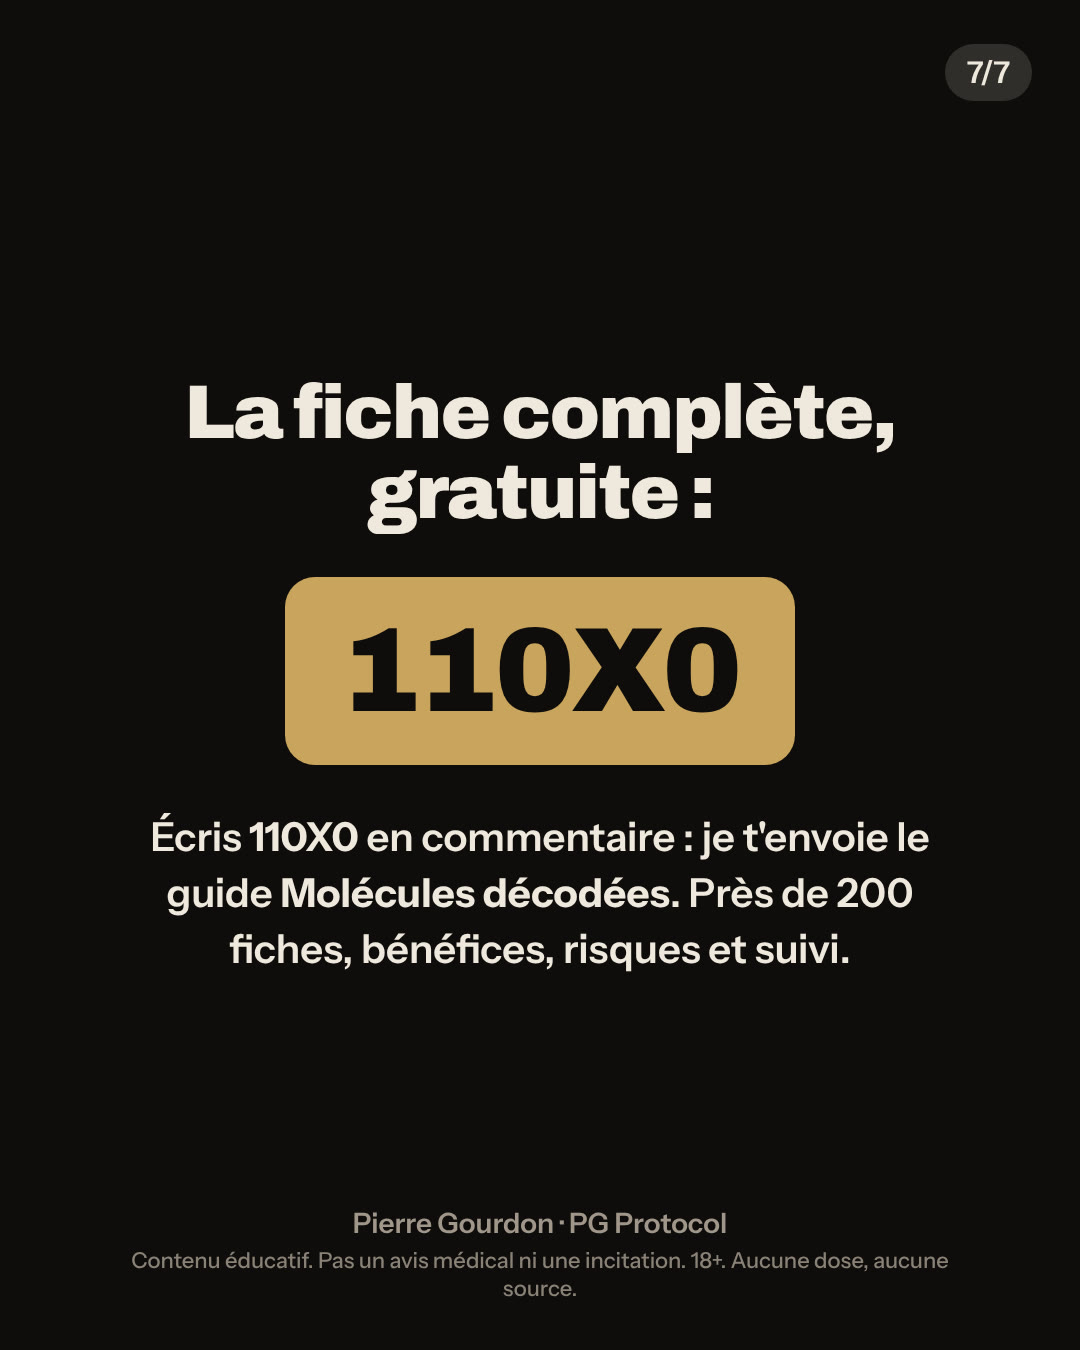 7/7
La fiche complète,
gratuite :
110X0
Écris 110X0 en commentaire : je t'envoie le
guide Molécules décodées. Près de 200
fiches, bénéfices, risques et suivi.
Pierre Gourdon · PG Protocol
Contenu éducatif. Pas un avis médical ni une incitation. 18+. Aucune dose, aucune
source.